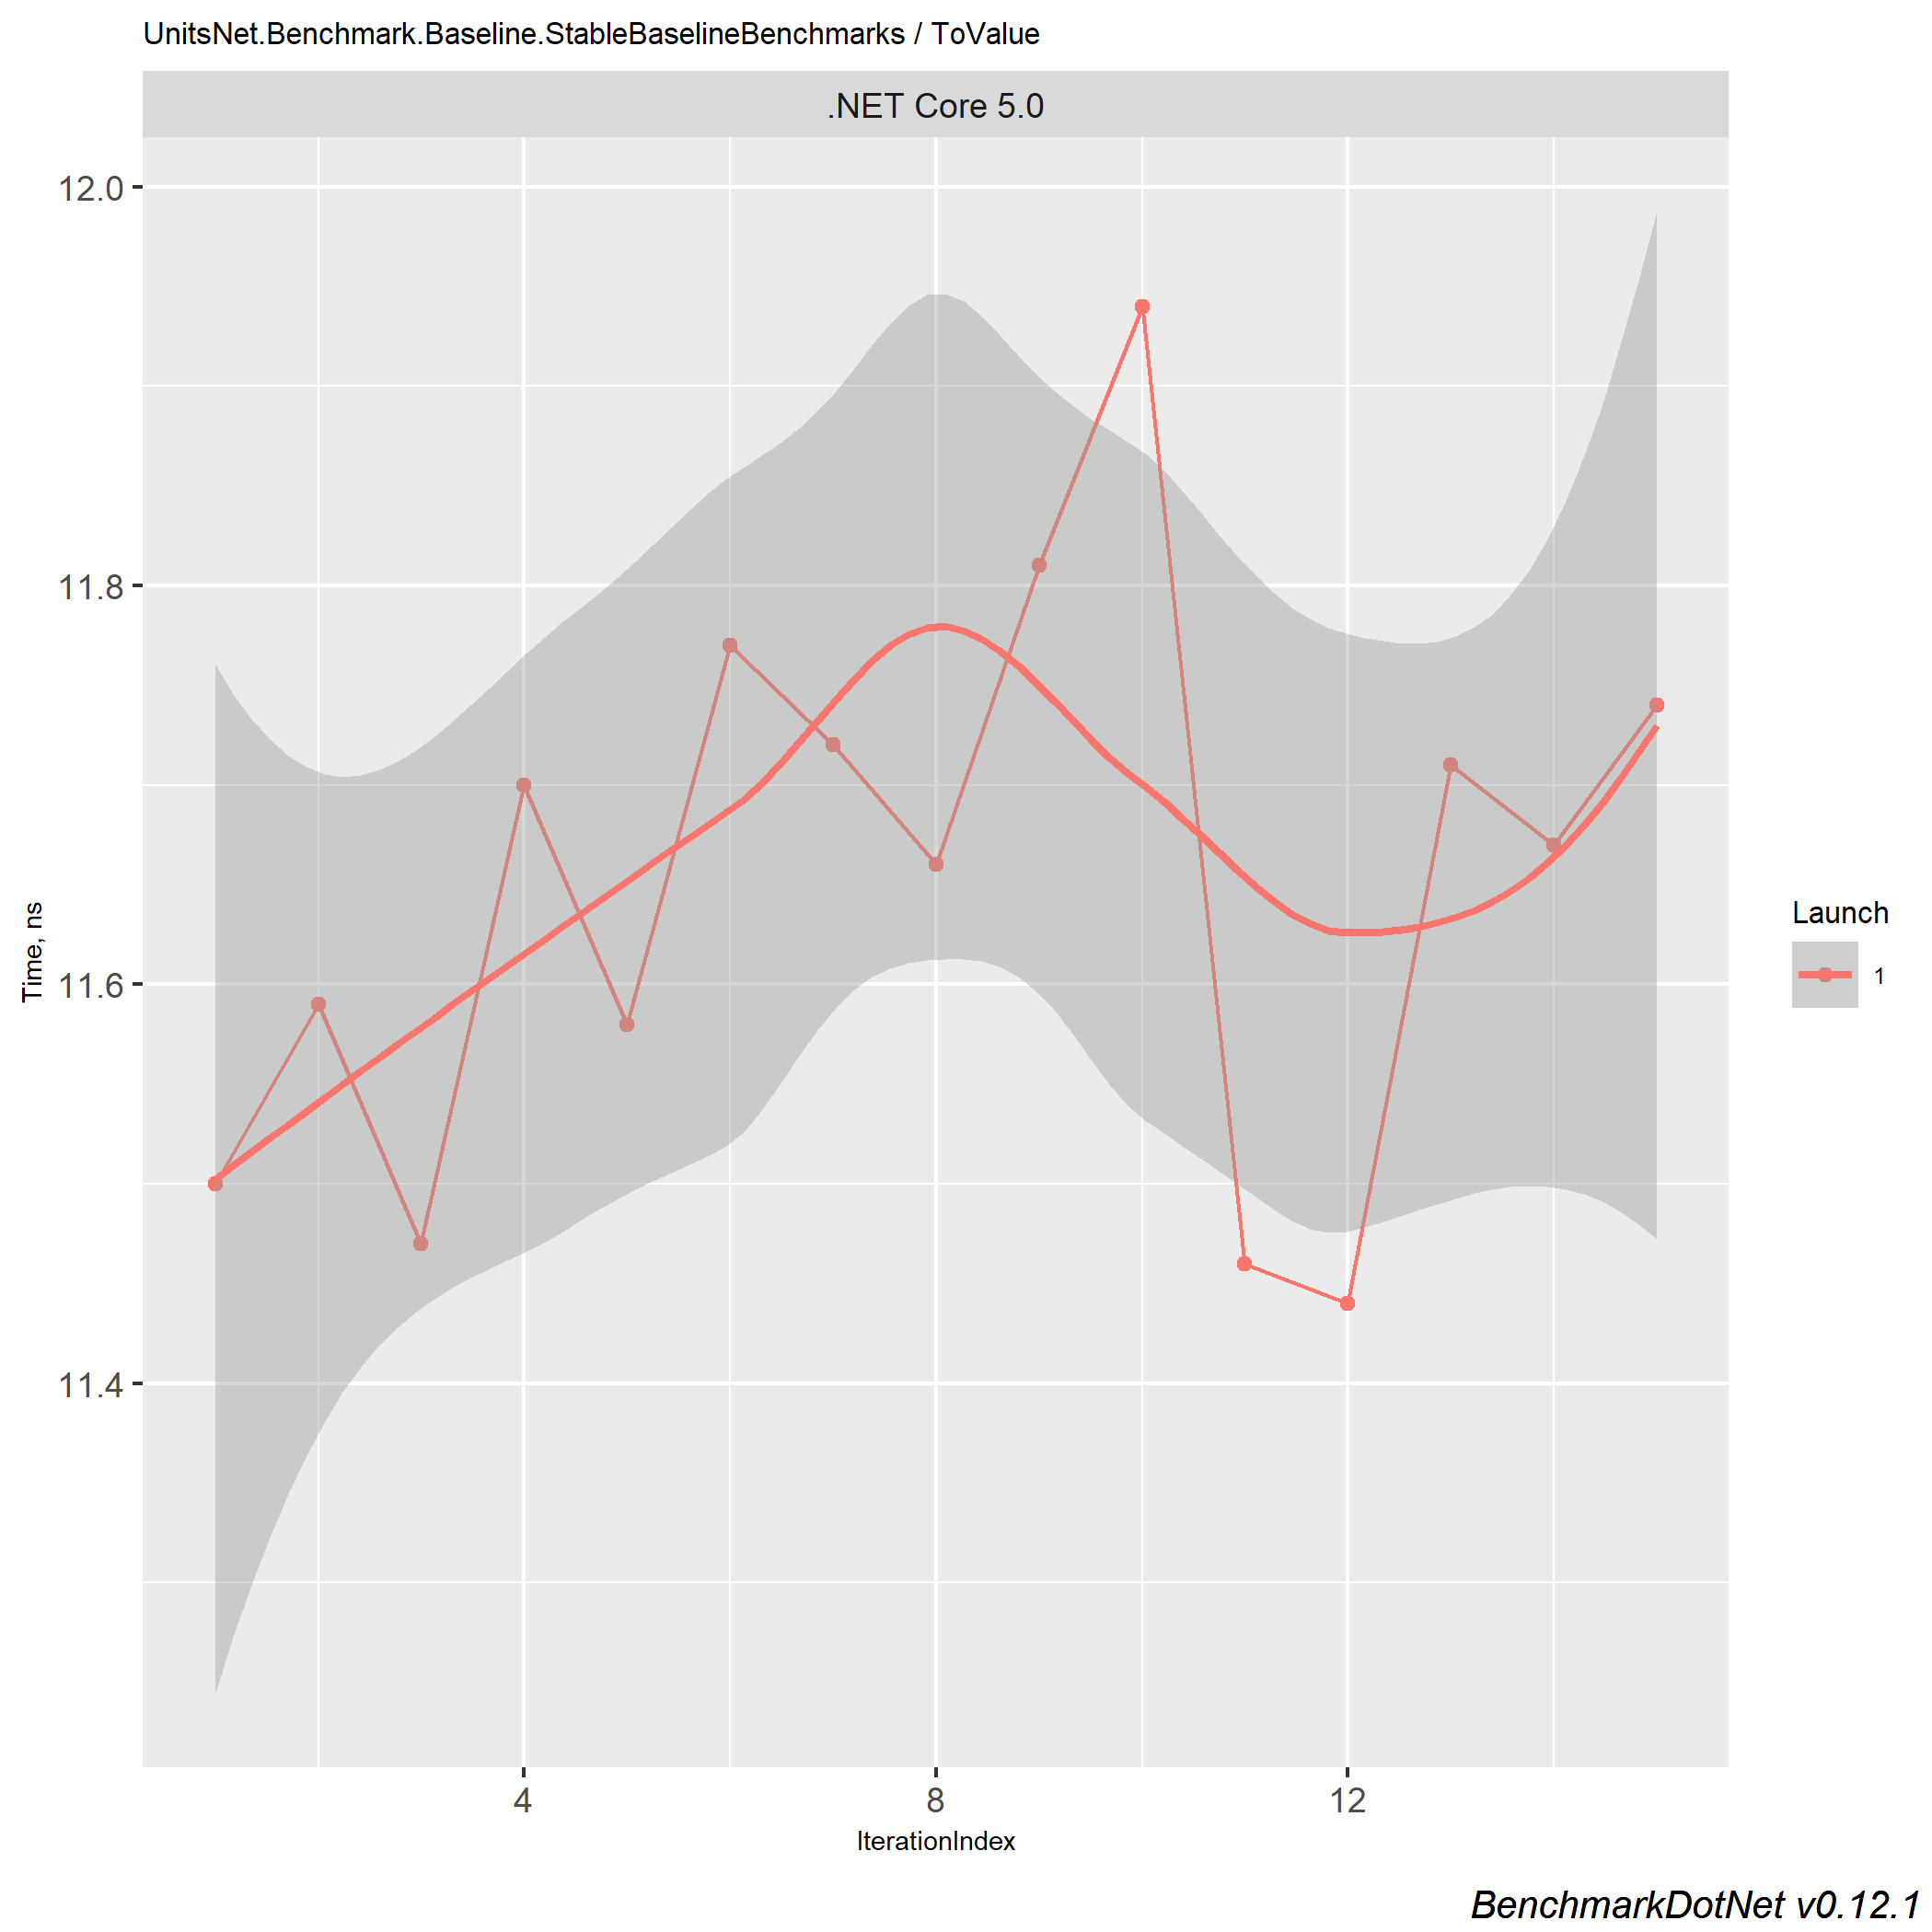 UnitsNet.Benchmark.Baseline.StableBaselineBenchmarks / ToValue
.NET Core 5.0
12.0
11.8
11.6
11.4
Time, ns
4
8
12
IterationIndex
Launch
1
BenchmarkDotNet v0.12.1